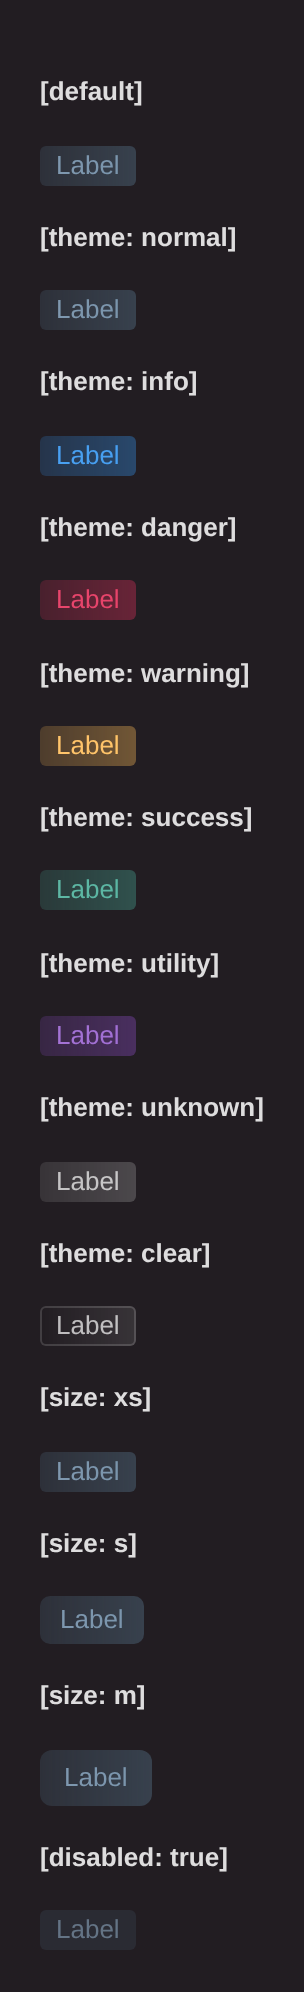 [default]
Label
[theme: normal]
Label
[theme: info]
Label
[theme: danger]
Label
[theme: warning]
Label
[theme: success]
Label
[theme: utility]
Label
[theme: unknown]
Label
[theme: clear]
Label
[size: xs]
Label
[size: s]
Label
[size: m]
Label
[disabled: true]
Label